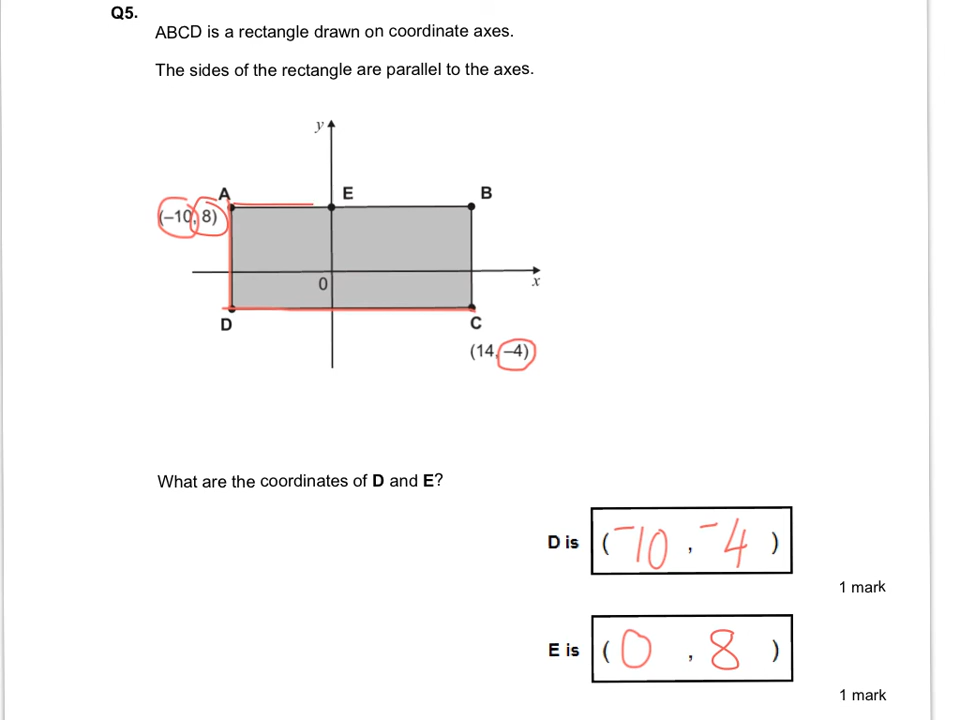 Q5.
ABCD is a rectangle drawn on coordinate axes.
The sides of the rectangle are parallel to the axes.
y
A E B
(–10, 8)
0 x
D C
(14, –4)
What are the coordinates of D and E?
D is (-10 , -4 )
1 mark
E is (0 , 8 )
1 mark